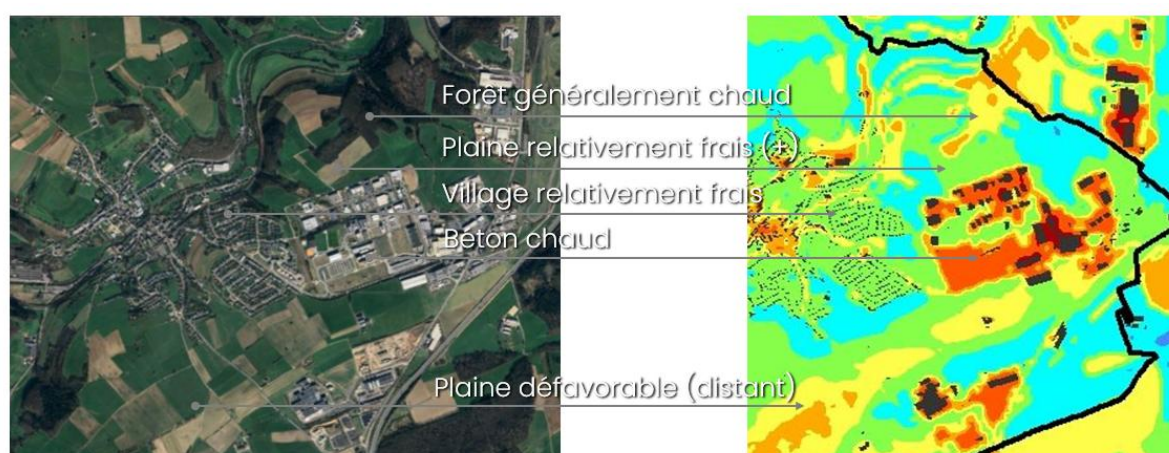 Forêt généralement chaud
Plaine relativement frais (+)
Village relativement frais
Béton chaud
Plaine défavorable (distant)